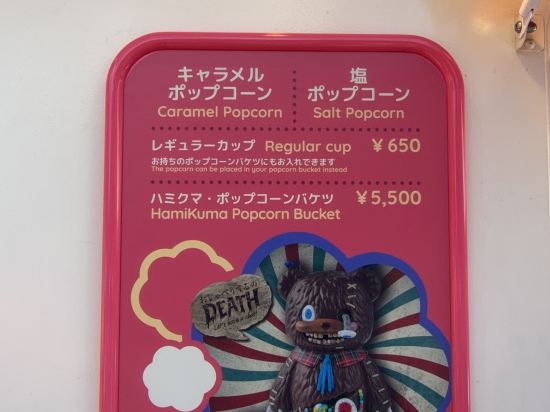 キャラメル
ポップコーン
Caramel Popcorn
塩
ポップコーン
Salt Popcorn
レギュラーカップ Regular cup ¥650
お持ちのポップコーンバケツにもお入れできます
The popcorn can be placed in your popcorn bucket instead
ハミクマ・ポップコーンバケツ ¥5,500
HamiKuma Popcorn Bucket
DEATH